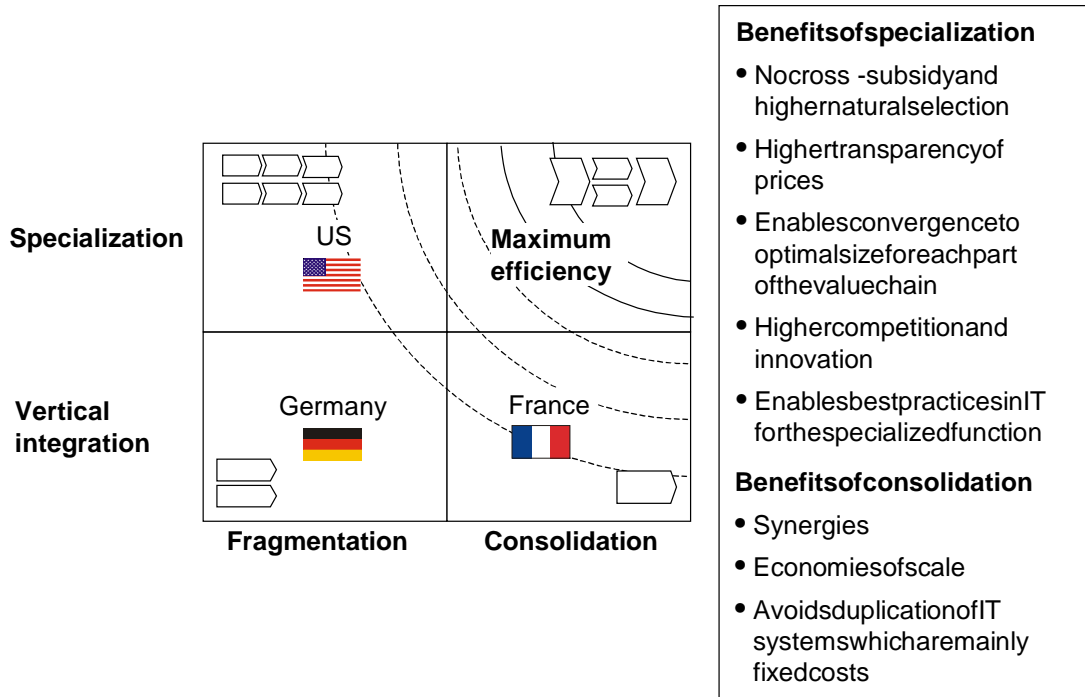 Specialization
US
Maximum
efficiency
Vertical
integration
Germany
France
Fragmentation
Consolidation
Benefitsofspecialization
• Nocross -subsidyand
highernaturalselection
• Highertransparencyof
prices
• Enablesconvergenceto
optimalsizeforeachpart
ofthevaluechain
• Highercompetitionand
innovation
• EnablesbestpracticesinIT
forthespecializedfunction
Benefitsofconsolidation
• Synergies
• Economiesofscale
• AvoidsduplicationofIT
systemswhicharemainly
fixedcosts